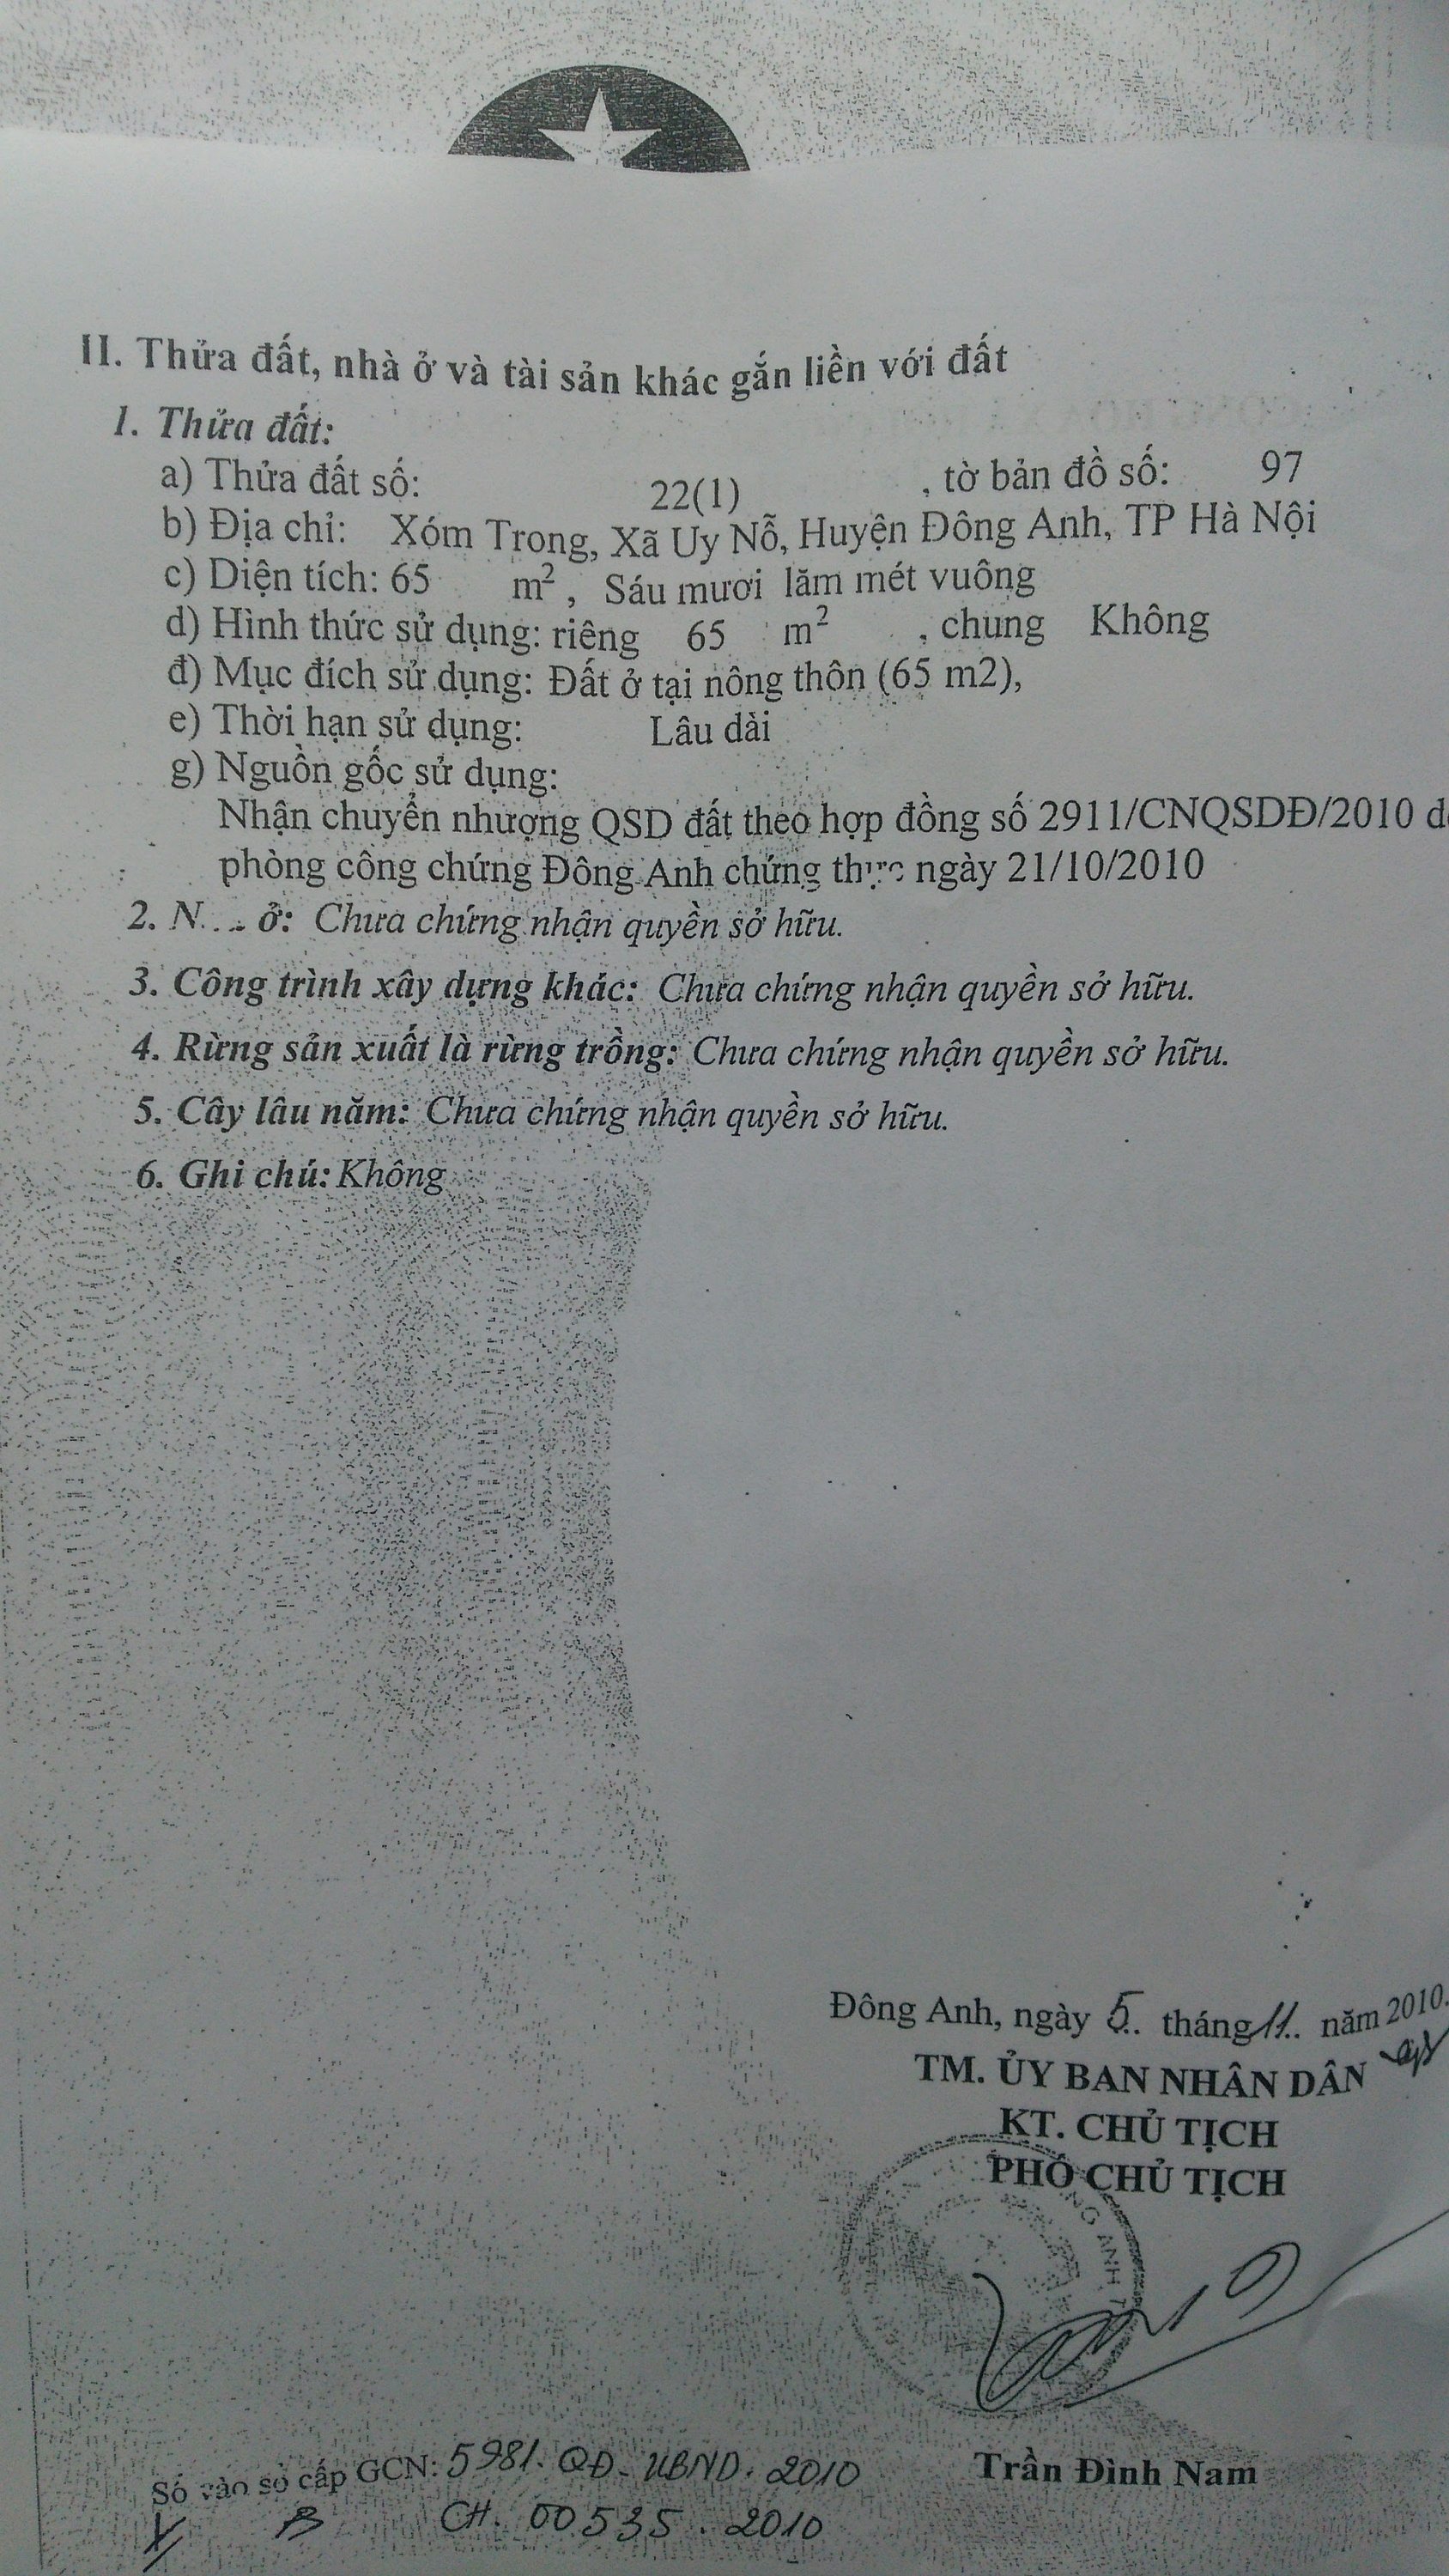 II. Thửa đất, nhà ở và tài sản khác gắn liền với đất
1. Thửa đất:
a) Thửa đất số: 22(1) , tờ bản đồ số: 97
b) Địa chỉ: Xóm Trong, Xã Uy Nỗ, Huyện Đông Anh, TP Hà Nội
c) Diện tích: 65 m², Sáu mươi lăm mét vuông
d) Hình thức sử dụng: riêng 65 m² , chung Không
đ) Mục đích sử dụng: Đất ở tại nông thôn (65 m2),
e) Thời hạn sử dụng: Lâu dài
g) Nguồn gốc sử dụng:
Nhận chuyển nhượng QSD đất theo hợp đồng số 2911/CNQSDĐ/2010
phòng công chứng Đông Anh chứng thực ngày 21/10/2010
2. ở: Chưa chứng nhận quyền sở hữu.
3. Công trình xây dựng khác: Chưa chứng nhận quyền sở hữu.
4. Rừng sản xuất là rừng trồng: Chưa chứng nhận quyền sở hữu.
5. Cây lâu năm: Chưa chứng nhận quyền sở hữu.
6. Ghi chú: Không
Đông Anh, ngày 5.. tháng 11.. năm 2010.
TM. ỦY BAN NHÂN DÂN
KT. CHỦ TỊCH
PHÓ CHỦ TỊCH
NG ANH
Trần Đình Nam
Số vào sổ cấp GCN: 5981. QĐ- UBND. 2010
CH. 00535. 2010